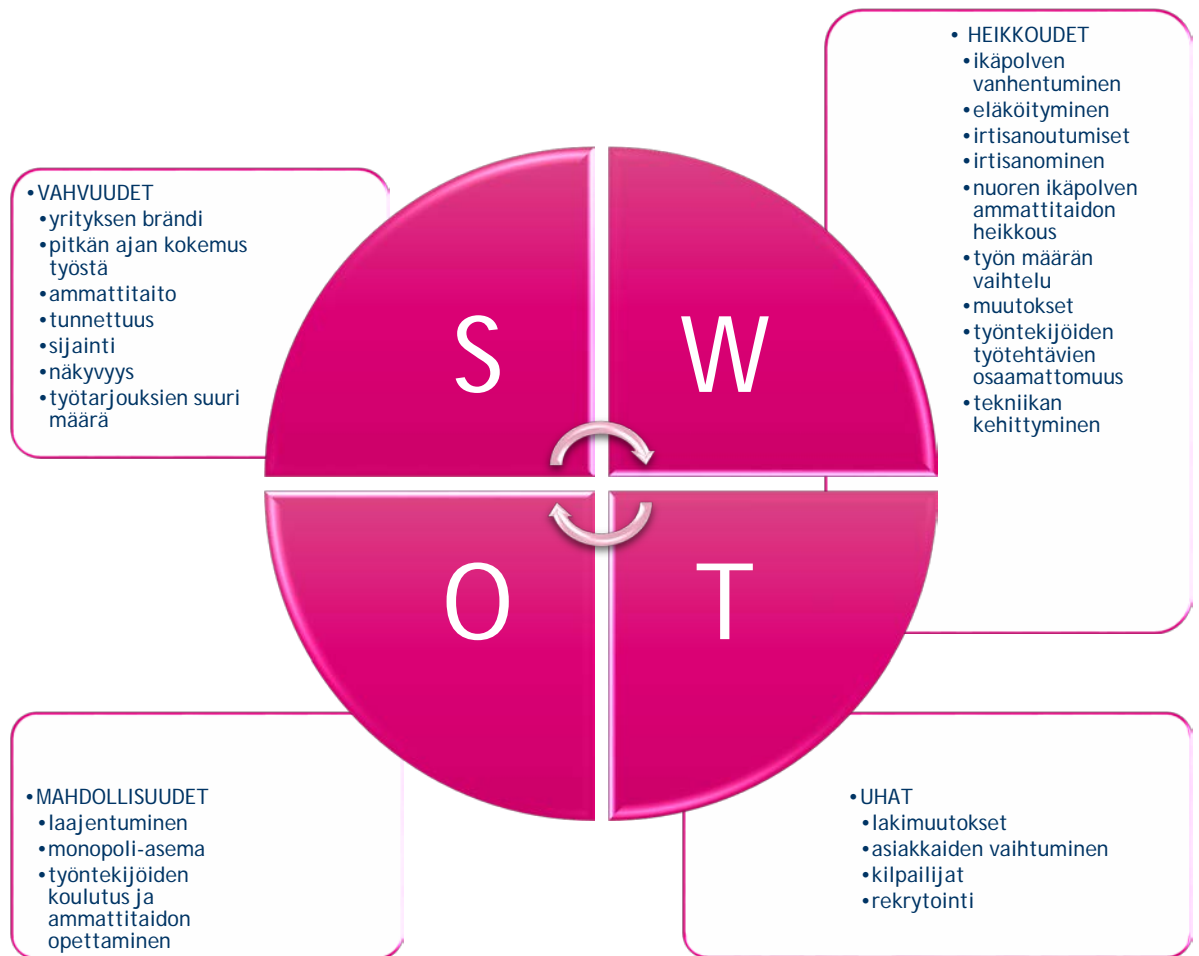 • VAHVUUDET
• yrityksen brändi
• pitkän ajan kokemus
työstä
• ammattitaito
• tunnettuus
• sijainti
• näkyvyys
• työtarjouksien suuri
määrä
• HEIKKOUDET
• ikäpolven
vanhentuminen
• eläköityminen
• irtisanoutumiset
• irtisanominen
• nuoren ikäpolven
ammattitaidon
heikkous
• työn määrän
vaihtelu
• muutokset
• työntekijöiden
työtehtävien
osaamattomuus
• tekniikan
kehittyminen
S
W
O
T
• MAHDOLLISUUDET
• laajentuminen
• monopoli-asema
• työntekijöiden
koulutus ja
ammattitaidon
opettaminen
• UHAT
• lakimuutokset
• asiakkaiden vaihtuminen
• kilpailijat
• rekrytointi